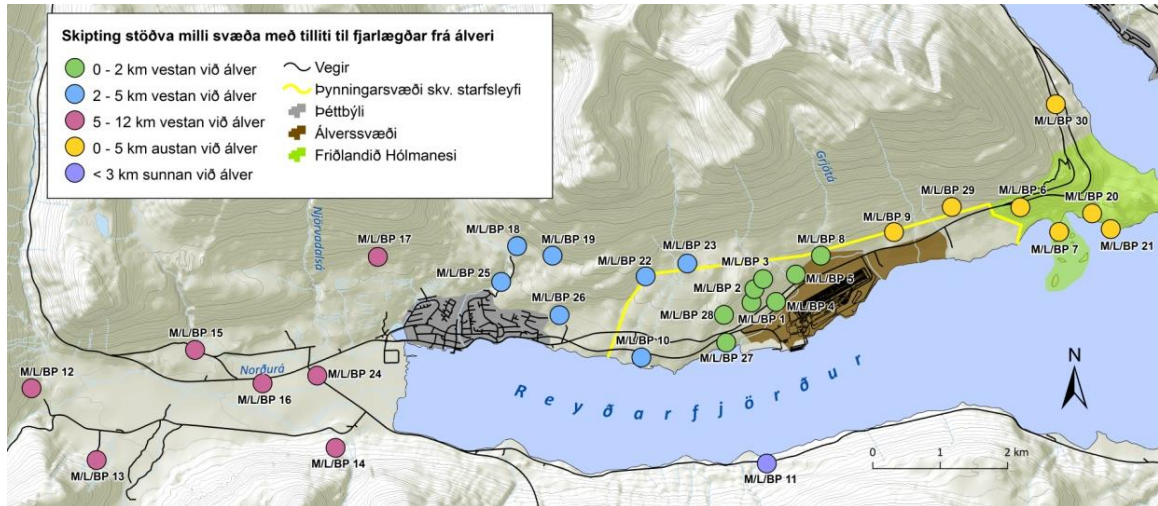 Skipting stöðva milli svæða með tilliti til fjarlægðar frá álveri
0 - 2 km vestan við álver
2 - 5 km vestan við álver
5 - 12 km vestan við álver
0 - 5 km austan við álver
< 3 km sunnan við álver
Vegir
Þynningarsvæði skv. starfsleyfi
Þéttbýli
Álverssvæði
Friðlandið Hólmanesi
M/L/BP 30
Grjótá
Njörvadalsá
M/L/BP 29
M/L/BP 6
M/L/BP 20
M/L/BP 9
M/L/BP 7
M/L/BP 21
M/L/BP 18
M/L/BP 19
M/L/BP 17
M/L/BP 23
M/L/BP 8
M/L/BP 22
M/L/BP 3
M/L/BP 25
M/L/BP 2
M/L/BP 5
M/L/BP 26
M/L/BP 4
M/L/BP 28
M/L/BP 1
M/L/BP 15
M/L/BP 10
M/L/BP 27
Norðurá
M/L/BP 24
M/L/BP 12
M/L/BP 16
Reyðarfjörður
N
M/L/BP 14
M/L/BP 13
M/L/BP 11
0 1 2 km